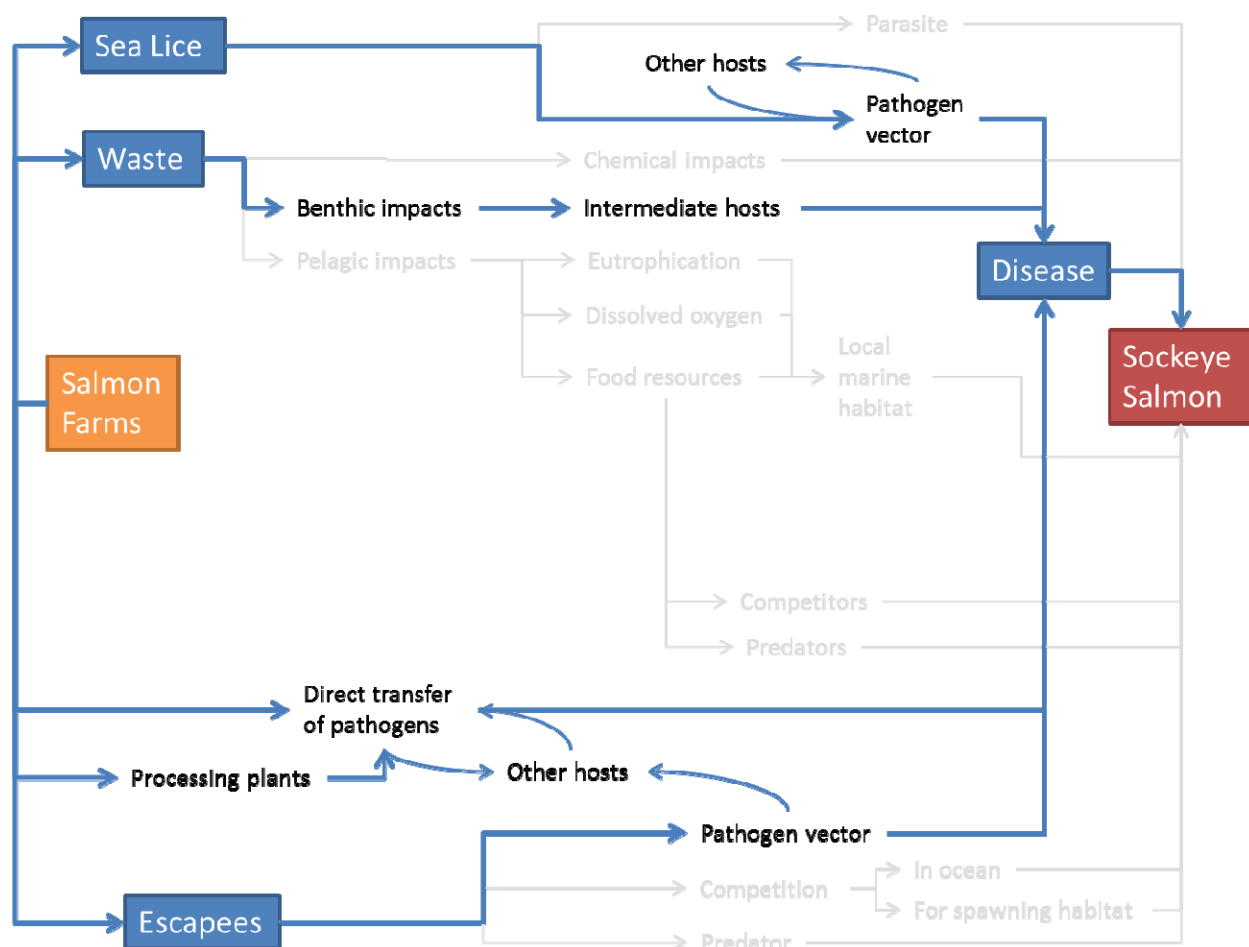 Parasite
Sea Lice
Other hosts
Pathogen
vector
Waste
Chemical impacts
Benthic impacts
Intermediate hosts
Pelagic impacts
Eutrophication
Disease
Dissolved oxygen
Salmon
Farms
Food resources
Local
marine
habitat
Sockeye
Salmon
Competitors
Predators
Direct transfer
of pathogens
Processing plants
Other hosts
Pathogen vector
In ocean
Competition
For spawning habitat
Escapees
Predator